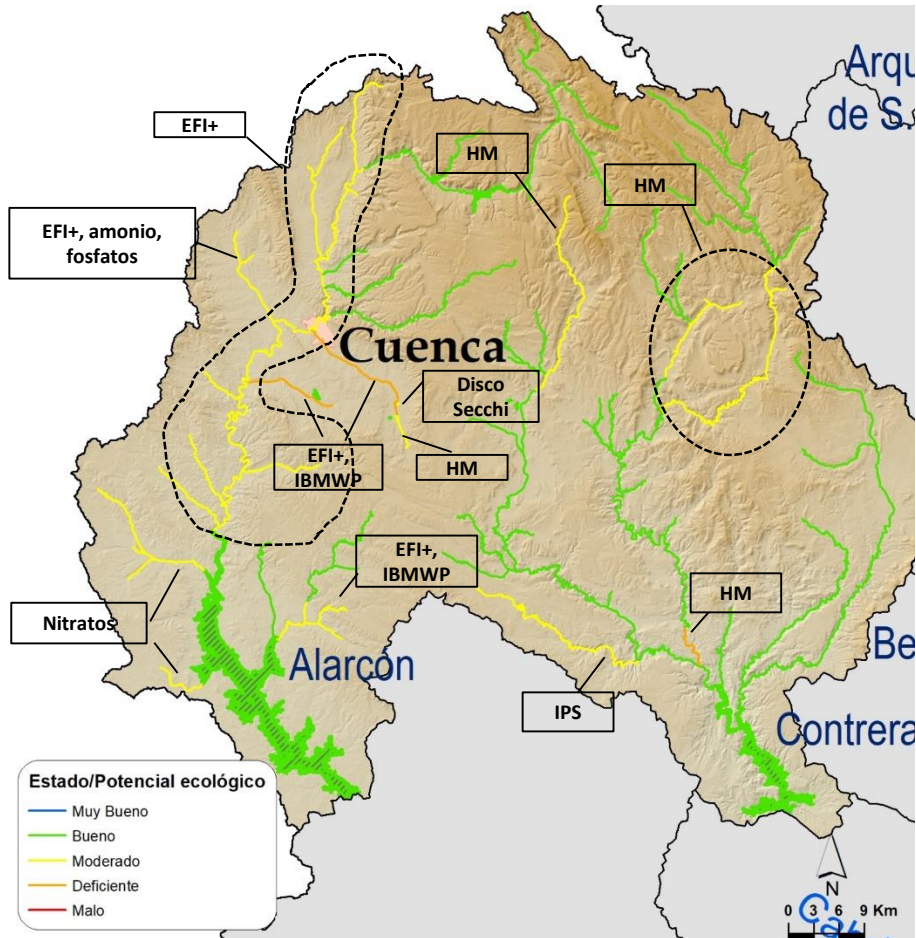 Arqu
de S.
EFI+
HM
HM
EFI+, amonio,
fosfatos
Cuenca
Disco
Secchi
EFI+,
IBMWP
HM
EFI+,
IBMWP
Nitratos
HM
Alarcón
Be
IPS
Contrera
Estado/Potencial ecológico
Muy Bueno
Bueno
Moderado
Deficiente
Malo
N
0 3 6 9 Km